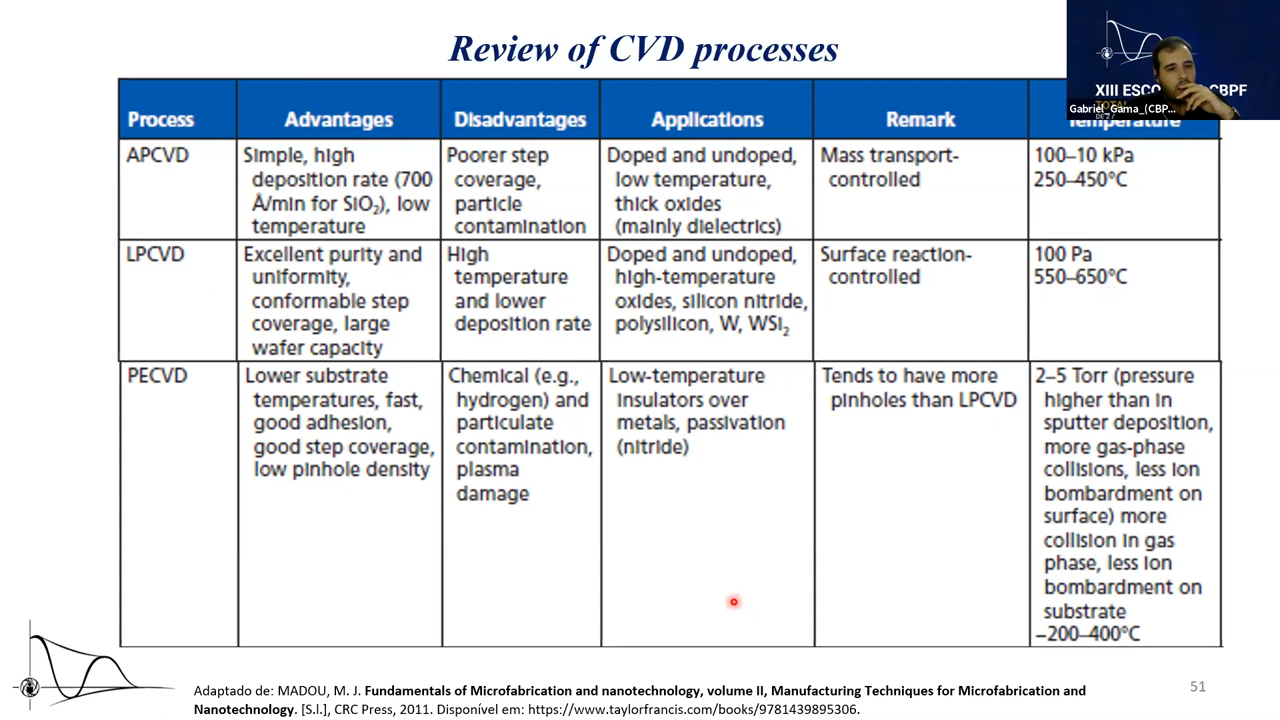 Review of CVD processes
XIII ESCO CBPF
TOTAL
DE 27
Gabriel_Gama_(CBP...
Process Advantages Disadvantages Applications Remark Temperature
APCVD
Simple, high
deposition rate (700
Å/min for SiO₂), low
temperature
Poorer step
coverage,
particle
contamination
Doped and undoped,
low temperature,
thick oxides
(mainly dielectrics)
Mass transport-
controlled
100–10 kPa
250–450°C
LPCVD
Excellent purity and
uniformity,
conformable step
coverage, large
wafer capacity
High
temperature
and lower
deposition rate
Doped and undoped,
high-temperature
oxides, silicon nitride,
polysilicon, W, WSi₂
Surface reaction-
controlled
100 Pa
550–650°C
PECVD
Lower substrate
temperatures, fast,
good adhesion,
good step coverage,
low pinhole density
Chemical (e.g.,
hydrogen) and
particulate
contamination,
plasma
damage
Low-temperature
insulators over
metals, passivation
(nitride)
Tends to have more
pinholes than LPCVD
2–5 Torr (pressure
higher than in
sputter deposition,
more gas-phase
collisions, less ion
bombardment on
surface) more
collision in gas
phase, less ion
bombardment on
substrate
–200–400°C
Adaptado de: MADOU, M. J. Fundamentals of Microfabrication and nanotechnology, volume II, Manufacturing Techniques for Microfabrication and
Nanotechnology. [S.l.], CRC Press, 2011. Disponível em: https://www.taylorfrancis.com/books/9781439895306.
51